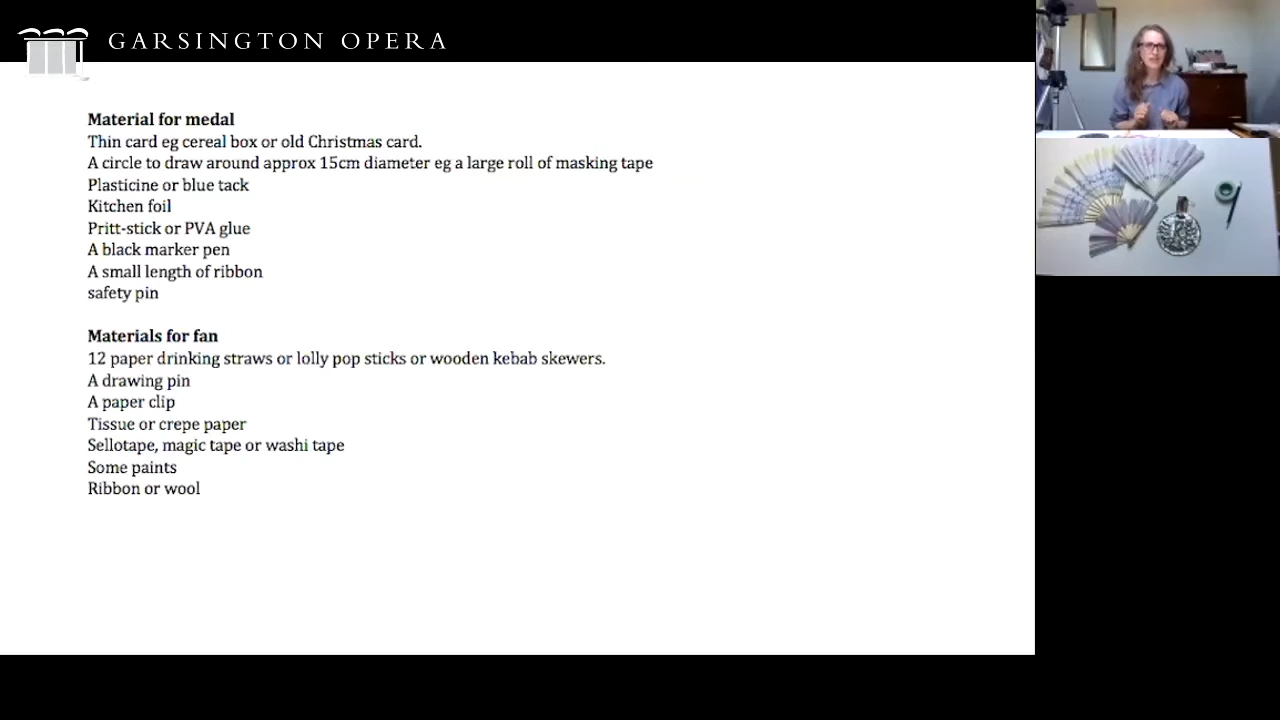 GARSINGTON OPERA
Material for medal
Thin card eg cereal box or old Christmas card.
A circle to draw around approx 15cm diameter eg a large roll of masking tape
Plasticine or blue tack
Kitchen foil
Pritt-stick or PVA glue
A black marker pen
A small length of ribbon
safety pin
Materials for fan
12 paper drinking straws or lolly pop sticks or wooden kebab skewers.
A drawing pin
A paper clip
Tissue or crepe paper
Sellotape, magic tape or washi tape
Some paints
Ribbon or wool